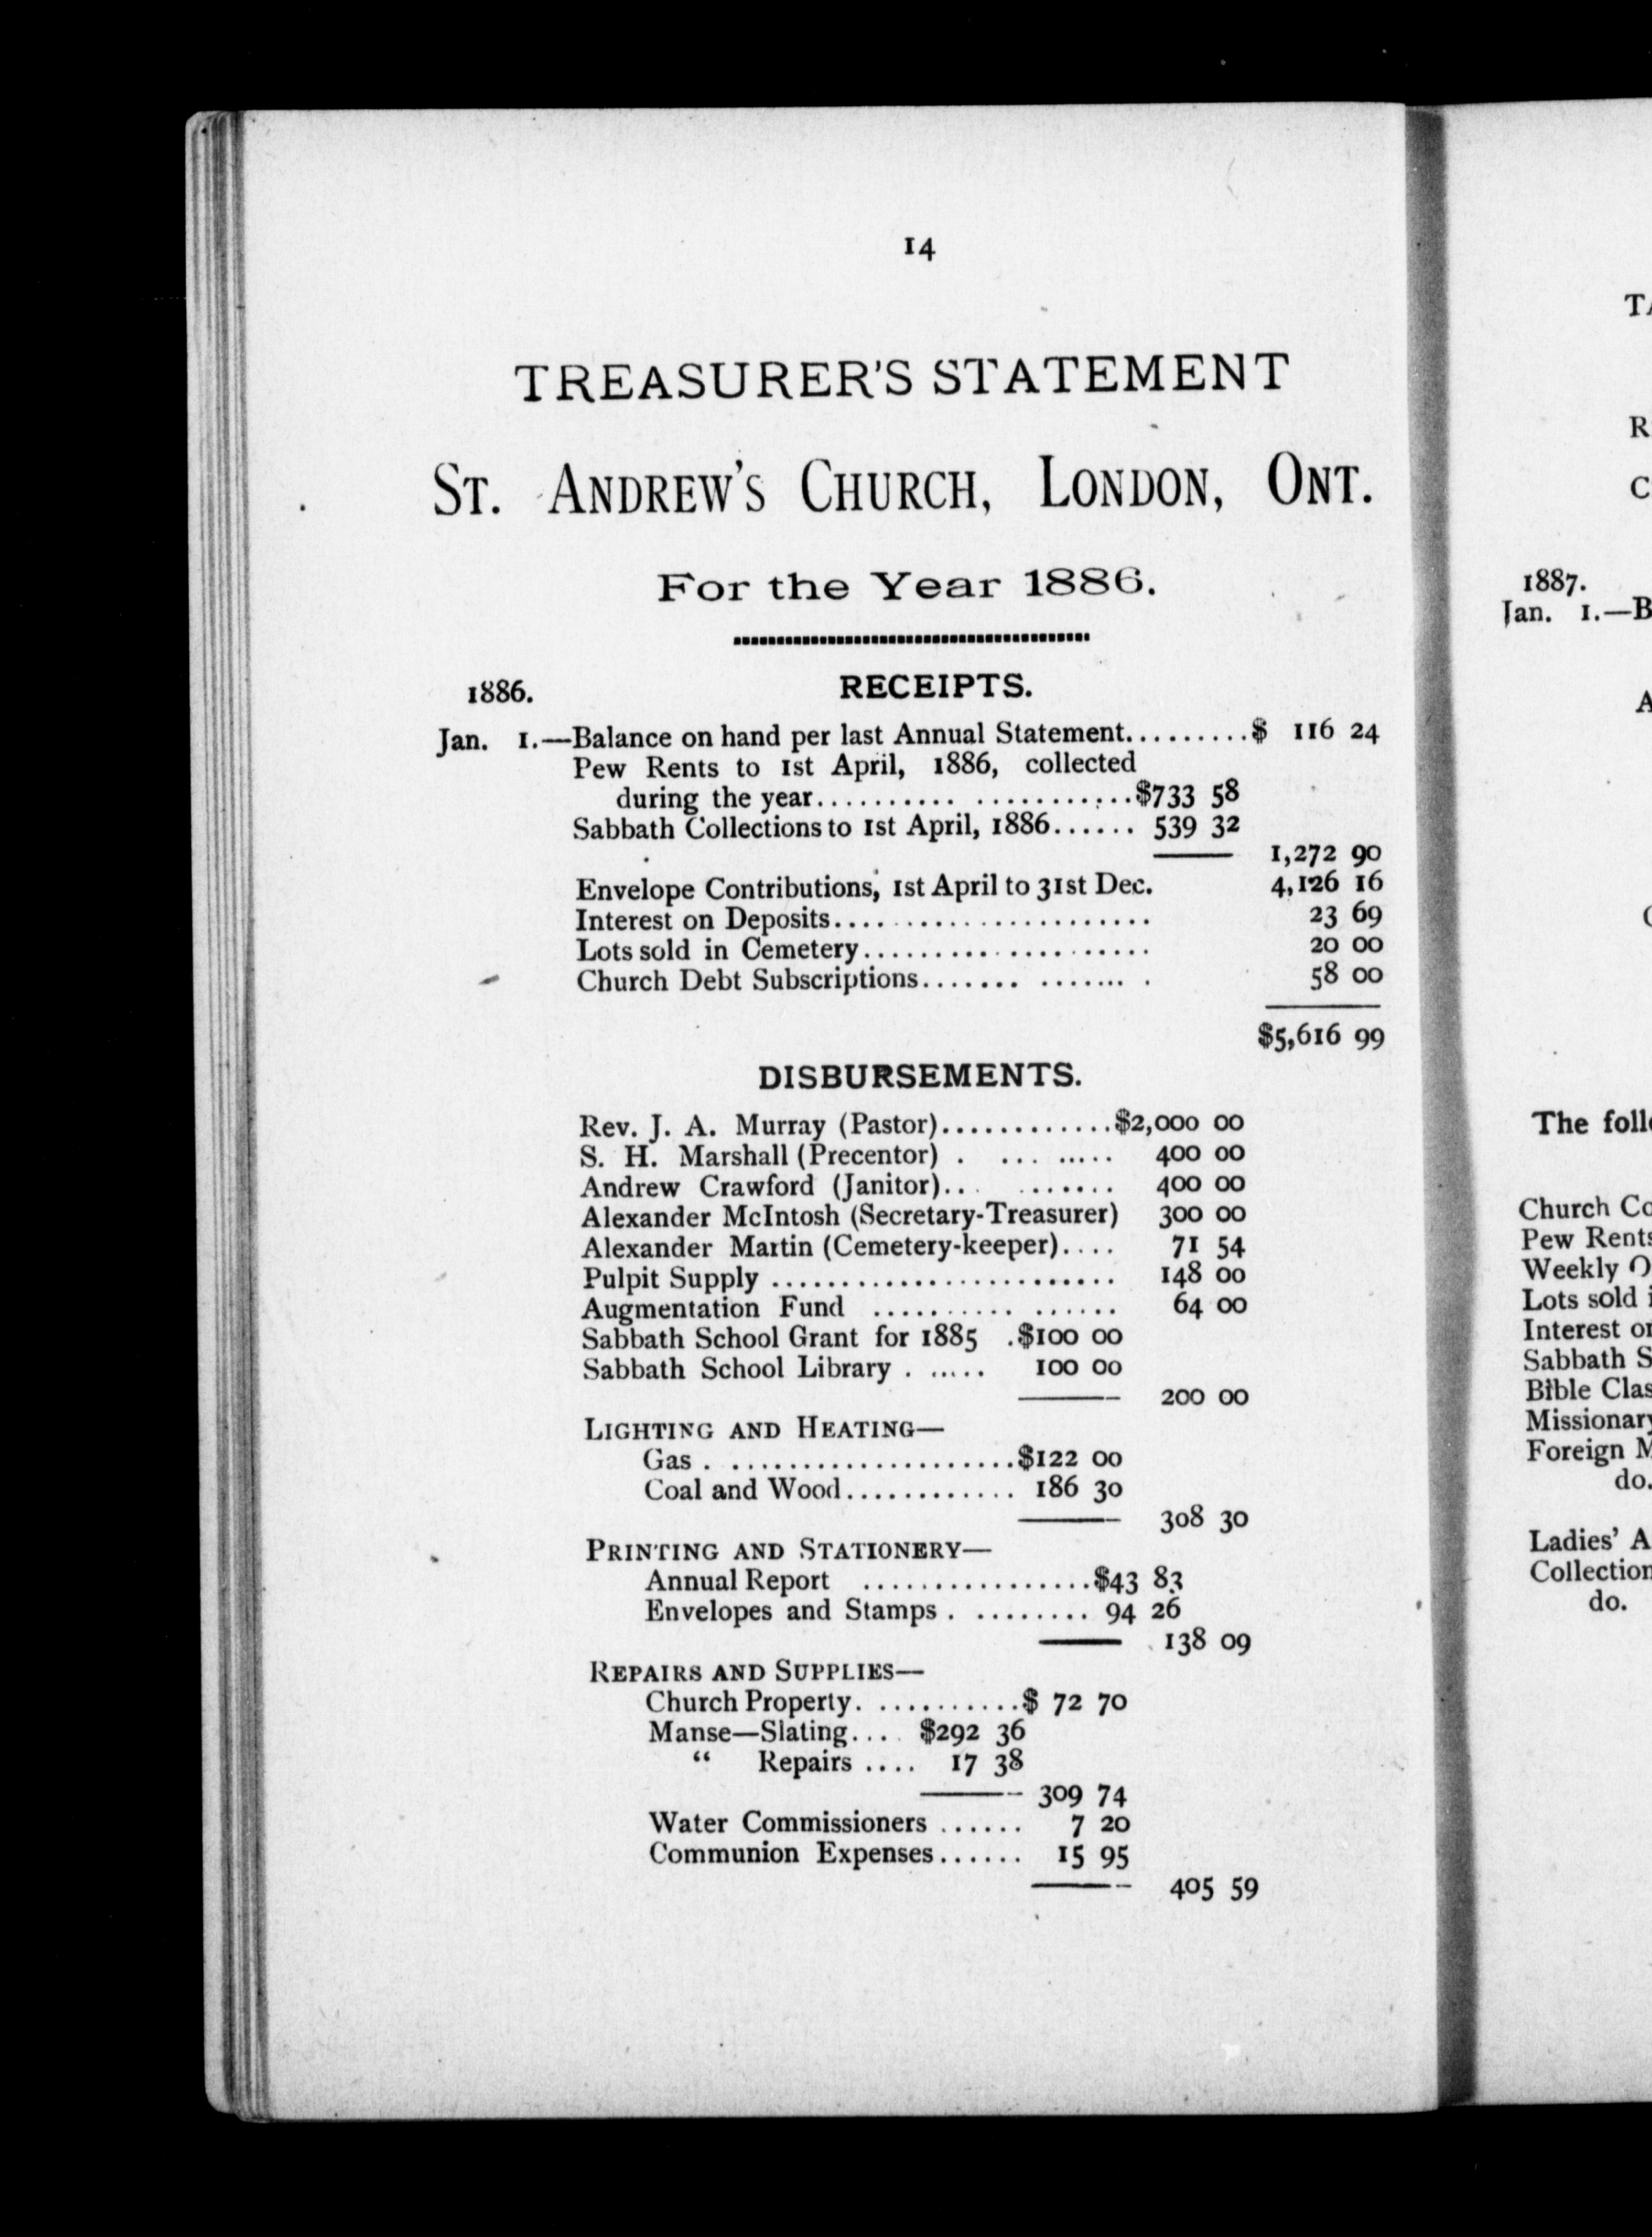 14
TREASURER'S STATEMENT
ST. ANDREW'S CHURCH, LONDON, ONT.
For the Year 1886.
1886. RECEIPTS.
Jan. 1.—Balance on hand per last Annual Statement.........$ 116 24
Pew Rents to 1st April, 1886, collected
during the year.....................$733 58
Sabbath Collections to 1st April, 1886...... 539 32
1,272 90
Envelope Contributions, 1st April to 31st Dec. 4,126 16
Interest on Deposits....................... 23 69
Lots sold in Cemetery..................... 20 00
Church Debt Subscriptions....... ....... . 58 00
$5,616 99
DISBURSEMENTS.
Rev. J. A. Murray (Pastor)............$2,000 00
S. H. Marshall (Precentor) . ... ..... 400 00
Andrew Crawford (Janitor)... ....... 400 00
Alexander McIntosh (Secretary-Treasurer) 300 00
Alexander Martin (Cemetery-keeper).... 71 54
Pulpit Supply ......................... 148 00
Augmentation Fund .......... ...... 64 00
Sabbath School Grant for 1885 .$100 00
Sabbath School Library . ..... 100 00
200 00
LIGHTING AND HEATING—
Gas . .....................$122 00
Coal and Wood............ 186 30
308 30
PRINTING AND STATIONERY—
Annual Report ................$43 83
Envelopes and Stamps . ........ 94 26
138 09
REPAIRS AND SUPPLIES—
Church Property. ..........$ 72 70
Manse—Slating.... $292 36
“ Repairs .... 17 38
309 74
Water Commissioners ...... 7 20
Communion Expenses...... 15 95
405 59
1887.
Jan. 1.—B
The foll
Church Co
Pew Rents
Weekly O
Lots sold i
Interest on
Sabbath S
Bible Clas
Missionary
Foreign M
do.
Ladies' A
Collection
do.